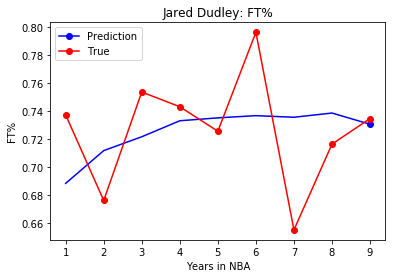 Jared Dudley: FT%
Prediction
True
0.80
0.78
0.76
0.74
0.72
0.70
0.68
0.66
FT%
1 2 3 4 5 6 7 8 9
Years in NBA